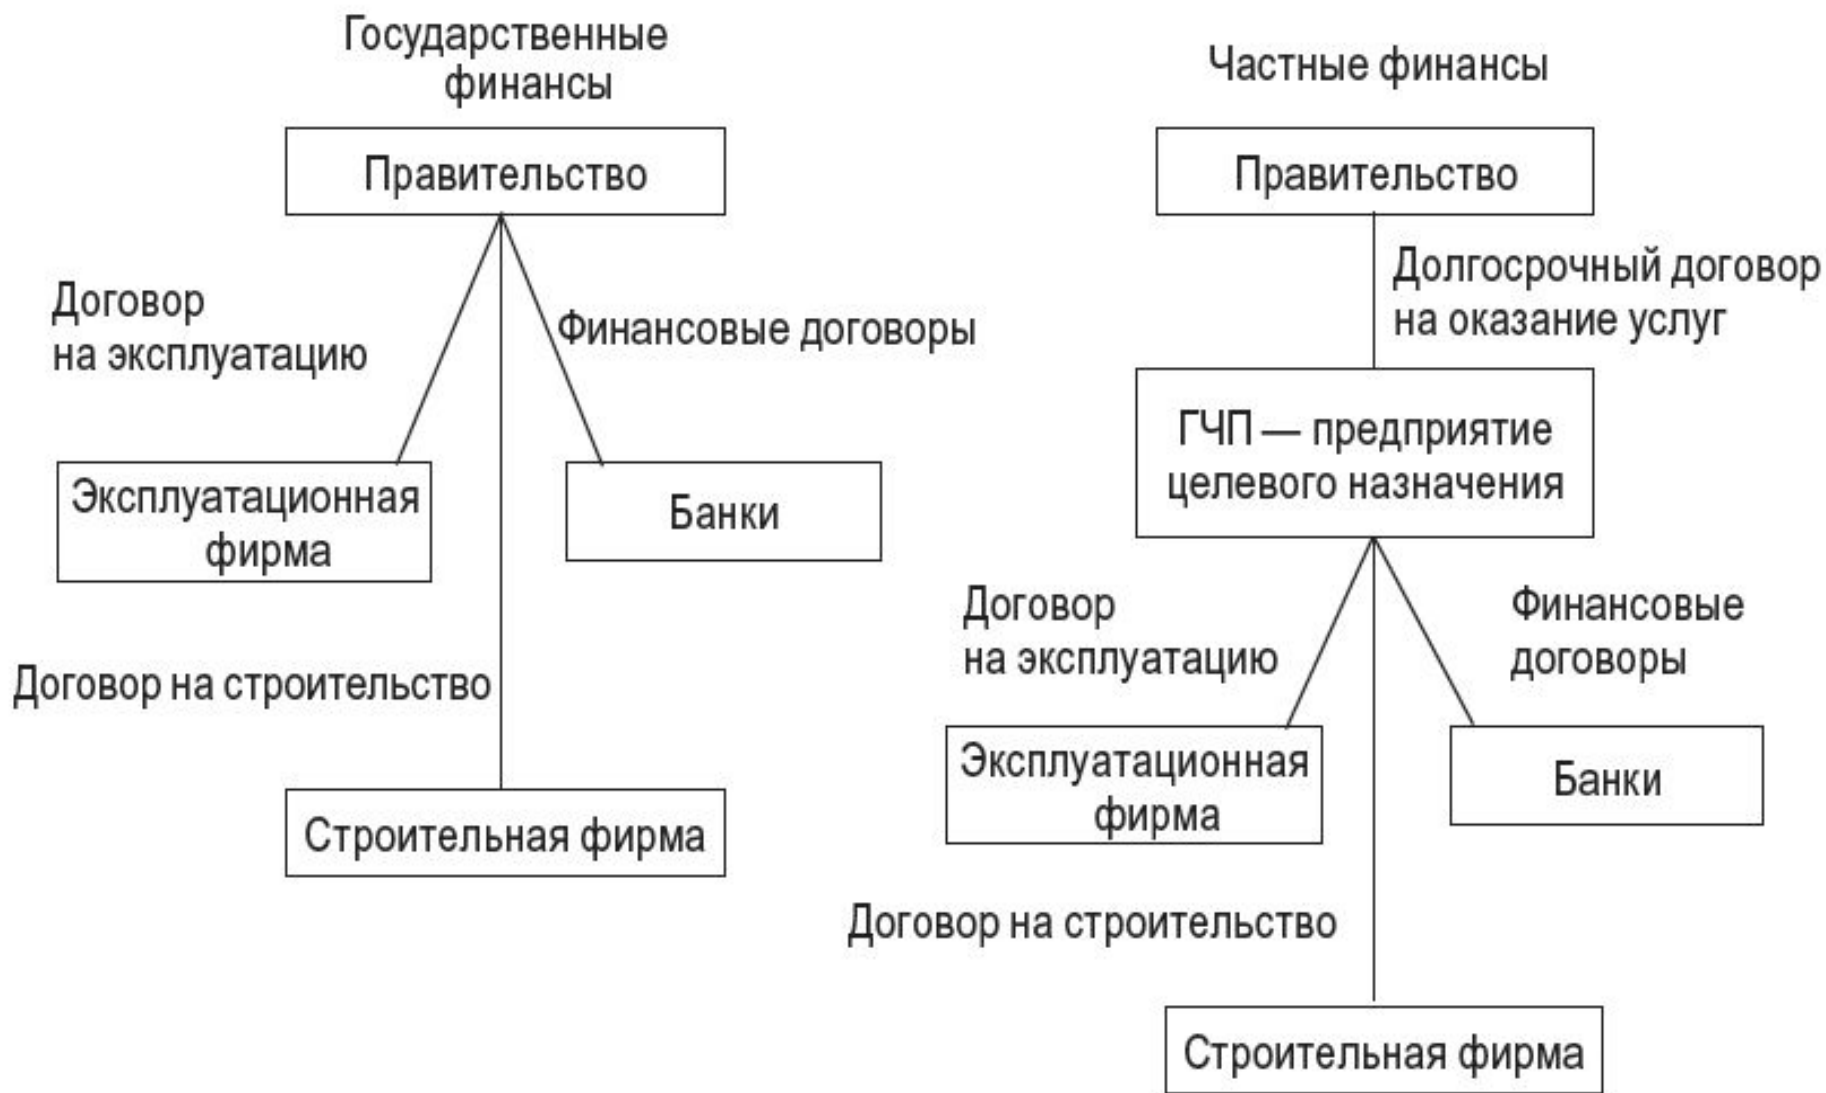 Государственные
финансы
Правительство
Договор
на эксплуатацию
Финансовые договоры
Эксплуатационная
фирма
Банки
Договор на строительство
Строительная фирма
Частные финансы
Правительство
Долгосрочный договор
на оказание услуг
ГЧП — предприятие
целевого назначения
Договор
на эксплуатацию
Финансовые
договоры
Эксплуатационная
фирма
Банки
Договор на строительство
Строительная фирма